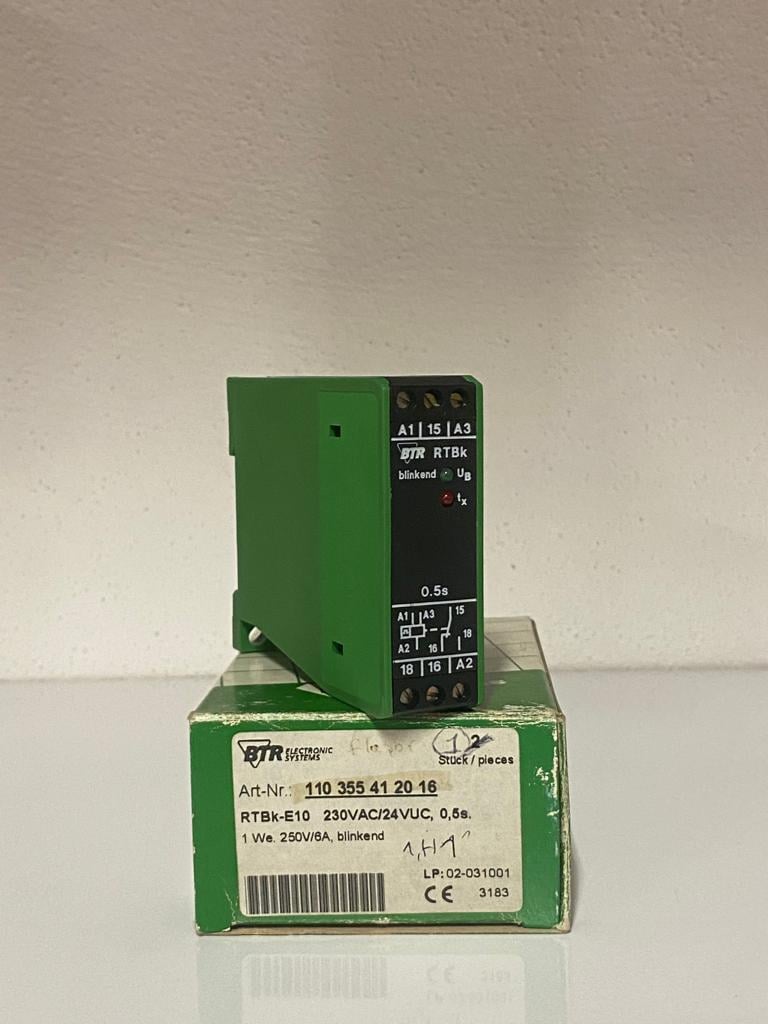 A1 15 A3
BTR RTBk
blinkend UB
tx
0.5s
A1 A3 15
A2 16 18
18 16 A2
BTR ELECTRONIC SYSTEMS
1 2
Stück / pieces
Art-Nr.: 110 355 41 20 16
RTBk-E10 230VAC/24VUC, 0,5s.
1 We. 250V/6A, blinkend
LP: 02-031001
CE 3183